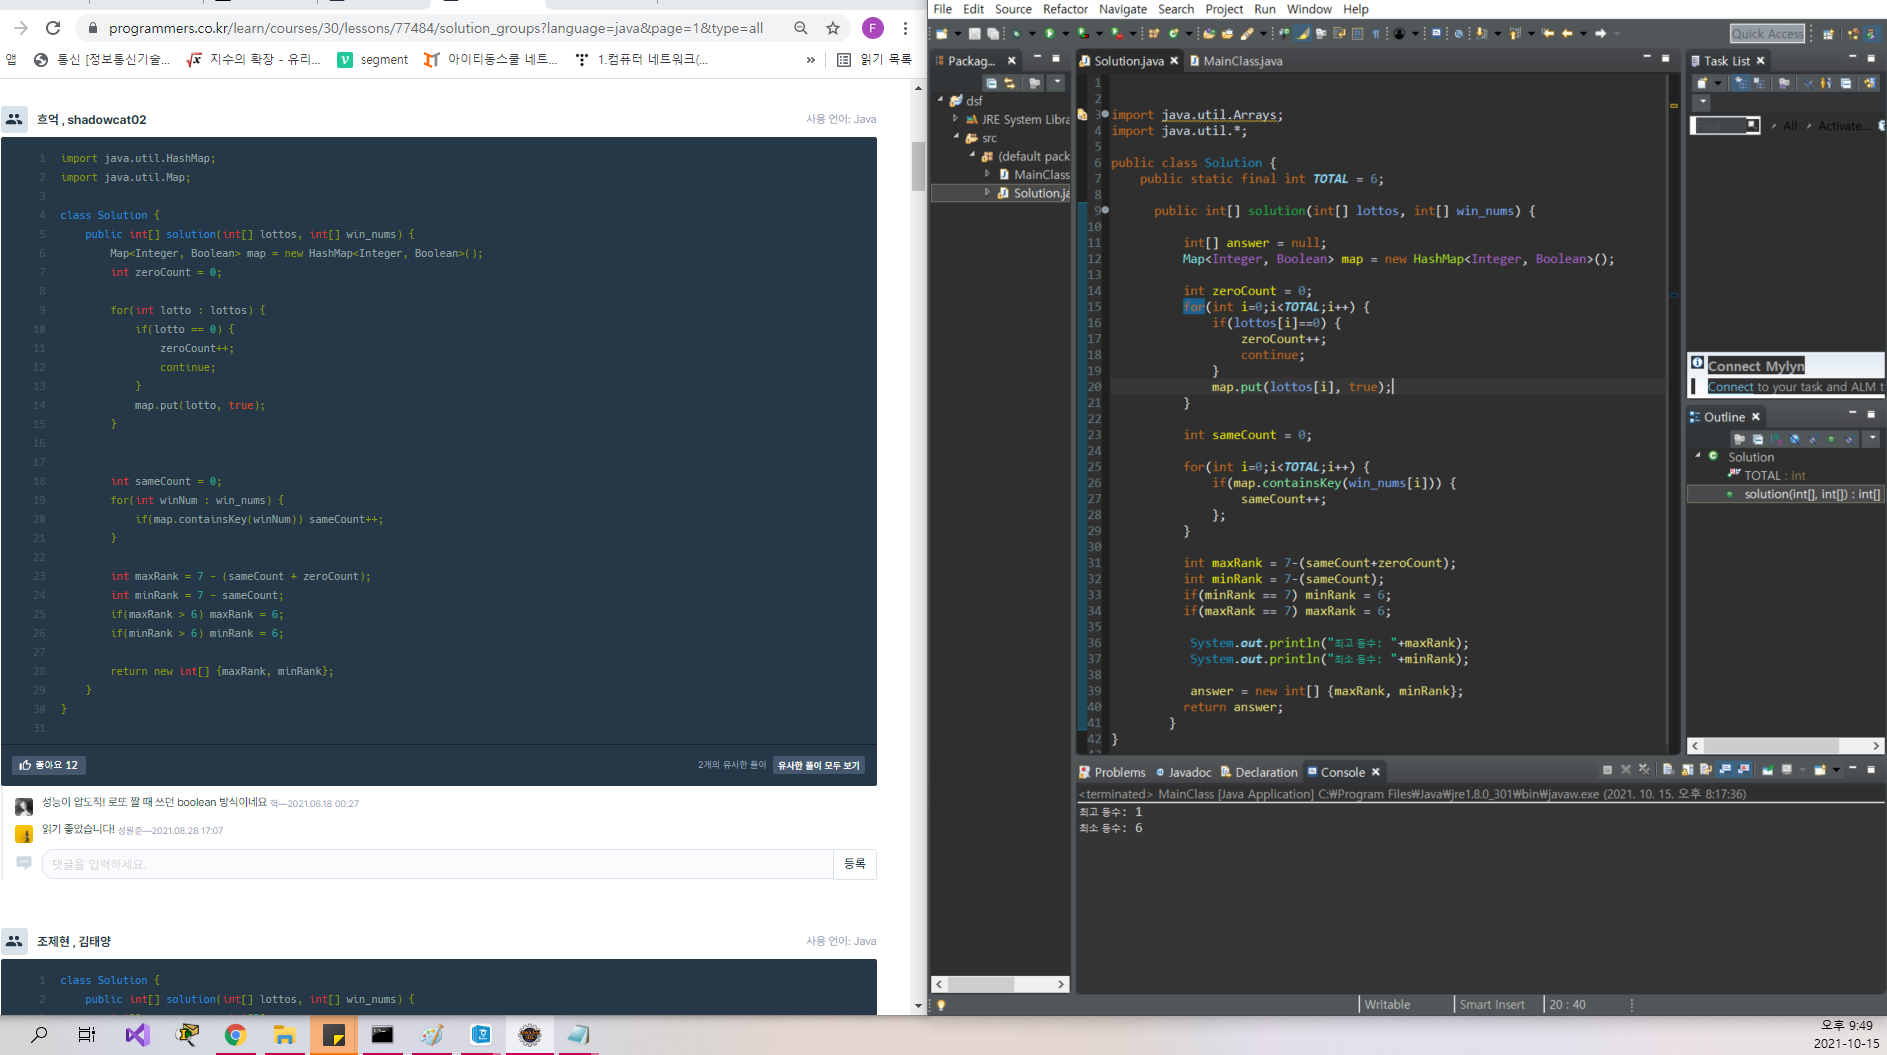 programmers.co.kr/learn/courses/30/lessons/77484/solution_groups?language=java&page=1&type=all
F
앱
통신 [정보통신기술...
지수의 확장 - 유리...
segment
아이티동스쿨 네트...
1.컴퓨터 네트워크(...
»
읽기 목록
흐억 , shadowcat02
사용 언어: Java
1 import java.util.HashMap;
2 import java.util.Map;
3
4 class Solution {
5 public int[] solution(int[] lottos, int[] win_nums) {
6 Map<Integer, Boolean> map = new HashMap<Integer, Boolean>();
7 int zeroCount = 0;
8
9 for(int lotto : lottos) {
10 if(lotto == 0) {
11 zeroCount++;
12 continue;
13 }
14 map.put(lotto, true);
15 }
16
17
18 int sameCount = 0;
19 for(int winNum : win_nums) {
20 if(map.containsKey(winNum)) sameCount++;
21 }
22
23 int maxRank = 7 - (sameCount + zeroCount);
24 int minRank = 7 - sameCount;
25 if(maxRank > 6) maxRank = 6;
26 if(minRank > 6) minRank = 6;
27
28 return new int[] {maxRank, minRank};
29 }
30 }
31
좋아요 12
2개의 유사한 풀이
유사한 풀이 모두 보기
성능이 압도적! 로또 짤 때 쓰던 boolean 방식이네요 혁—2021.06.18 00:27
읽기 좋았습니다! 성원준—2021.08.28 17:07
댓글을 입력하세요.
등록
조제현 , 김태양
사용 언어: Java
1 class Solution {
2 public int[] solution(int[] lottos, int[] win_nums) {
File Edit Source Refactor Navigate Search Project Run Window Help
Quick Access
Packag...
dsf
JRE System Libra
src
(default pack
MainClass
Solution.ja
Solution.java
MainClass.java
1
2
3 import java.util.Arrays;
4 import java.util.*;
5
6 public class Solution {
7 public static final int TOTAL = 6;
8
9 public int[] solution(int[] lottos, int[] win_nums) {
10
11 int[] answer = null;
12 Map<Integer, Boolean> map = new HashMap<Integer, Boolean>();
13
14 int zeroCount = 0;
15 for(int i=0;i<TOTAL;i++) {
16 if(lottos[i]==0) {
17 zeroCount++;
18 continue;
19 }
20 map.put(lottos[i], true);
21 }
22
23 int sameCount = 0;
24
25 for(int i=0;i<TOTAL;i++) {
26 if(map.containsKey(win_nums[i])) {
27 sameCount++;
28 };
29 }
30
31 int maxRank = 7-(sameCount+zeroCount);
32 int minRank = 7-(sameCount);
33 if(minRank == 7) minRank = 6;
34 if(maxRank == 7) maxRank = 6;
35
36 System.out.println("최고 등수: "+maxRank);
37 System.out.println("최소 등수: "+minRank);
38
39 answer = new int[] {maxRank, minRank};
40 return answer;
41 }
42 }
Task List
Find
All
Activate...
Connect Mylyn
Connect to your task and ALM t
Outline
Solution
TOTAL : int
solution(int[], int[]) : int[]
Problems
Javadoc
Declaration
Console
<terminated> MainClass [Java Application] C:₩Program Files₩Java₩jre1.8.0_301₩bin₩javaw.exe (2021. 10. 15. 오후 8:17:36)
최고 등수: 1
최소 등수: 6
Writable
Smart Insert
20 : 40
오후 9:49
2021-10-15